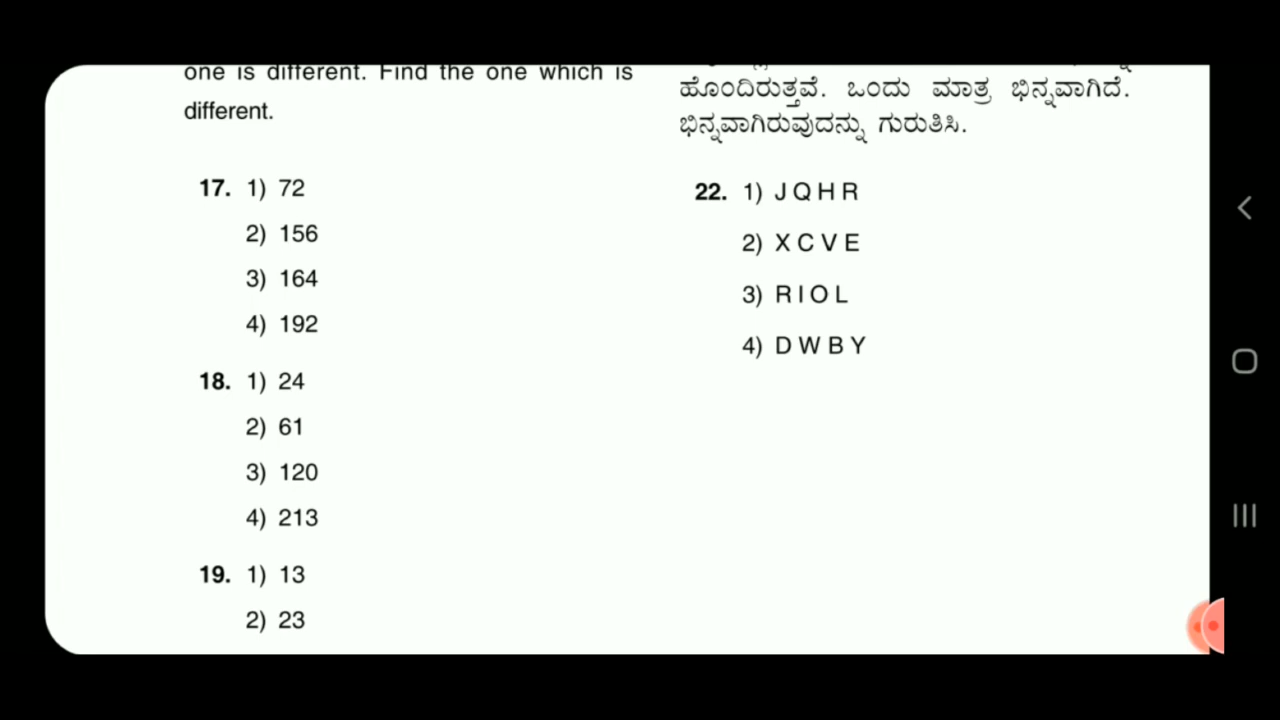 one is different. Find the one which is
different.
17. 1) 72
2) 156
3) 164
4) 192
18. 1) 24
2) 61
3) 120
4) 213
19. 1) 13
2) 23
ಹೊಂದಿರುತ್ತವೆ. ಒಂದು ಮಾತ್ರ ಭಿನ್ನವಾಗಿದೆ.
ಭಿನ್ನವಾಗಿರುವುದನ್ನು ಗುರುತಿಸಿ.
22. 1) J Q H R
2) X C V E
3) R I O L
4) D W B Y